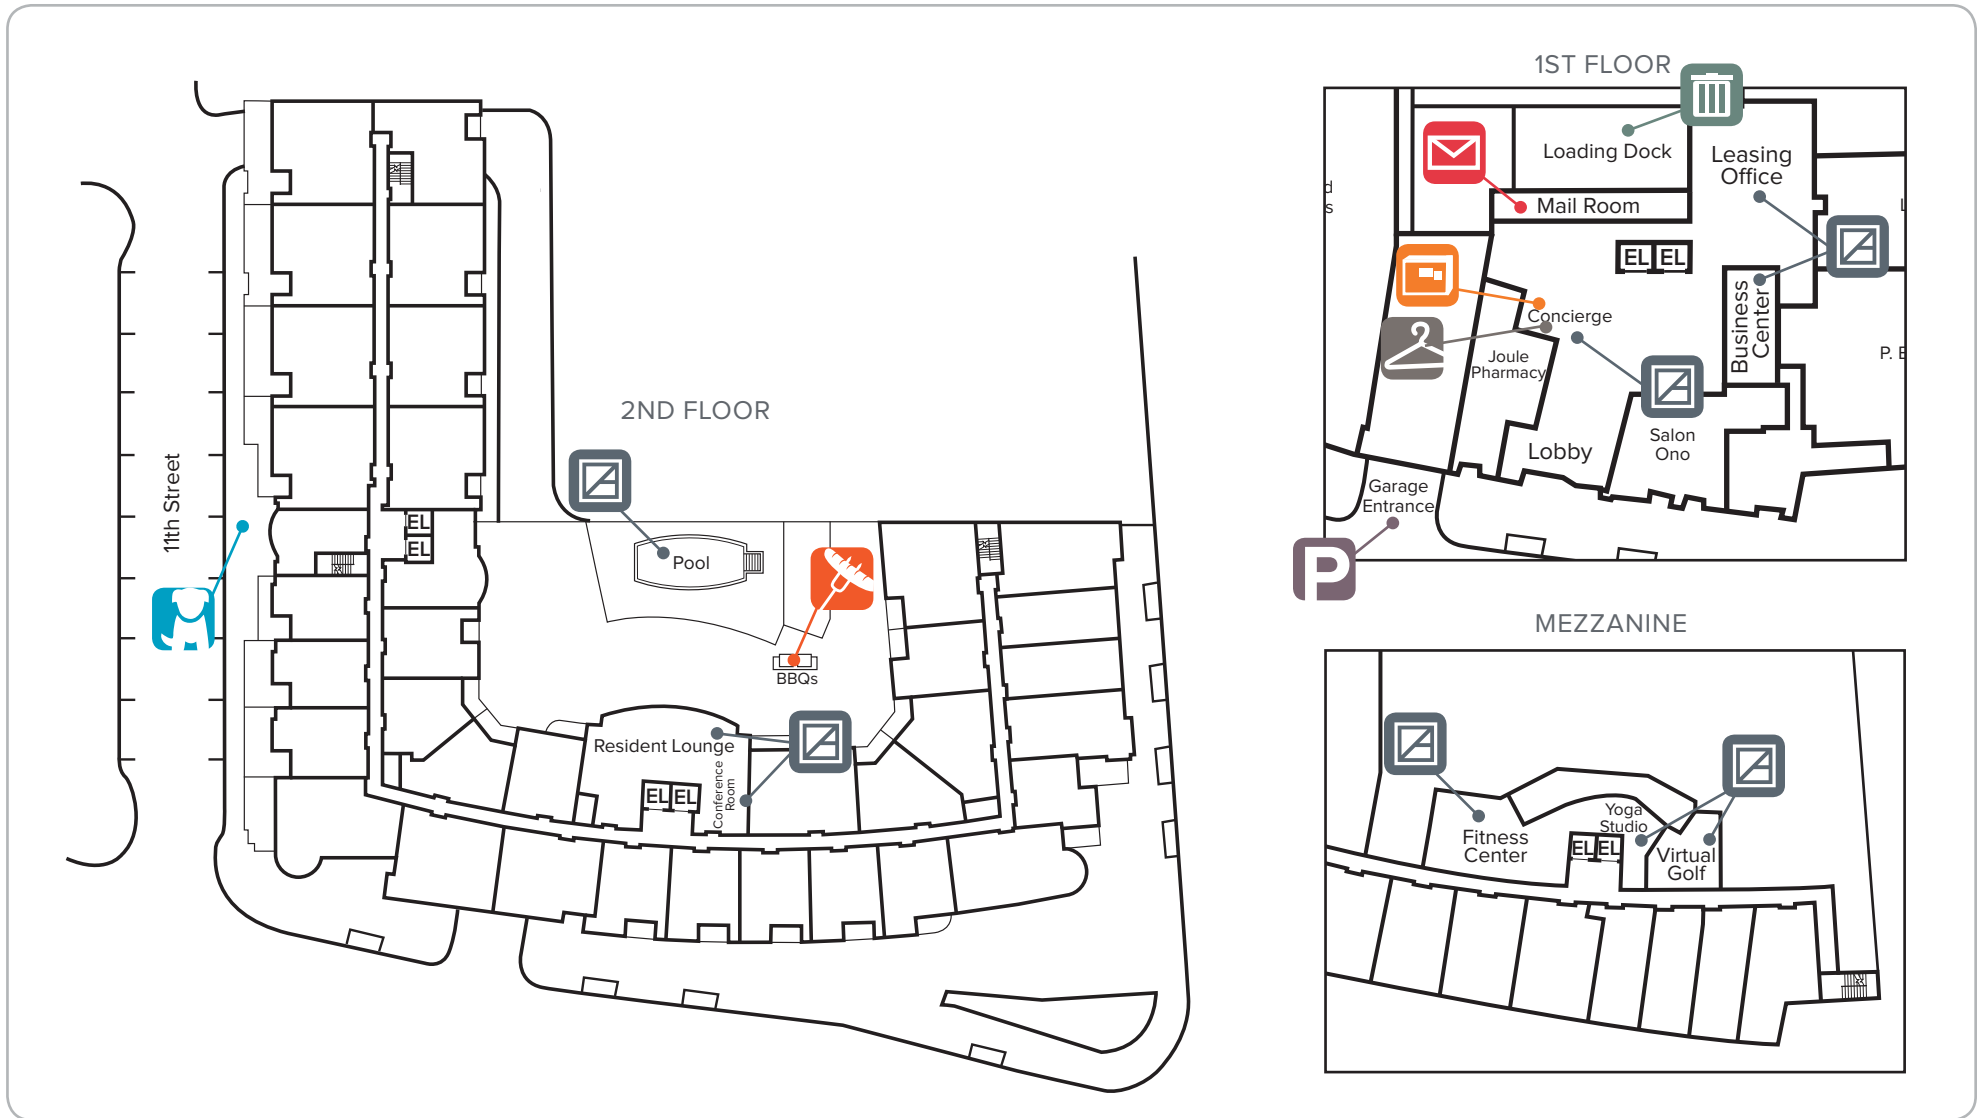 1ST FLOOR
Loading Dock
Leasing
Office
Mail Room
d
s
EL EL
Concierge
Joule
Pharmacy
Business
Center
P. E
Lobby
Salon
Ono
Garage
Entrance
P
2ND FLOOR
11th Street
EL
EL
Pool
BBQs
Resident Lounge
Conference
Room
EL EL
MEZZANINE
Yoga
Studio
Fitness
Center
EL EL
Virtual
Golf